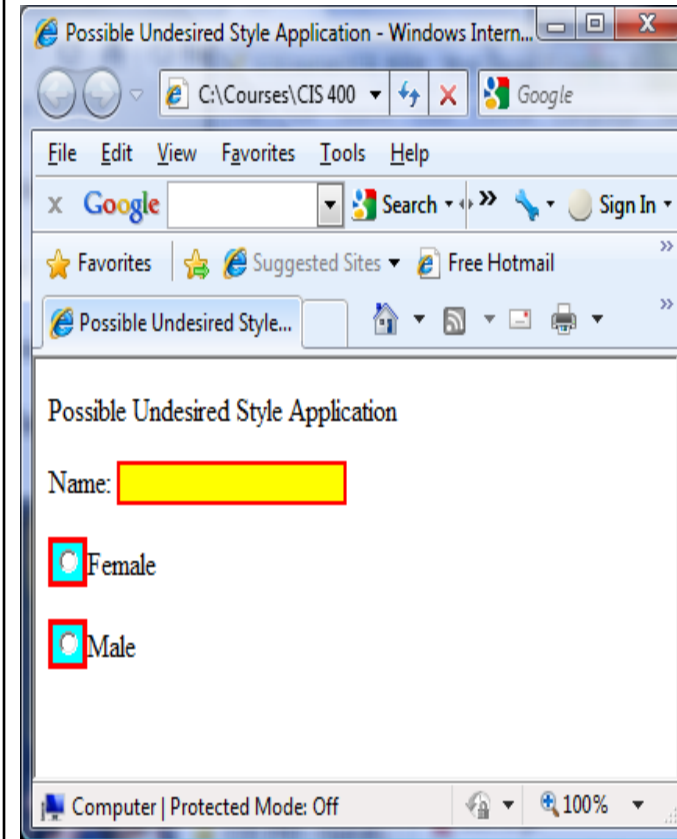 Possible Undesired Style Application - Windows Intern...
C:\Courses\CIS 400 Google
File Edit View Favorites Tools Help
x Google Search Sign In
Favorites Suggested Sites Free Hotmail
Possible Undesired Style...
Possible Undesired Style Application
Name:
Female
Male
Computer | Protected Mode: Off 100%